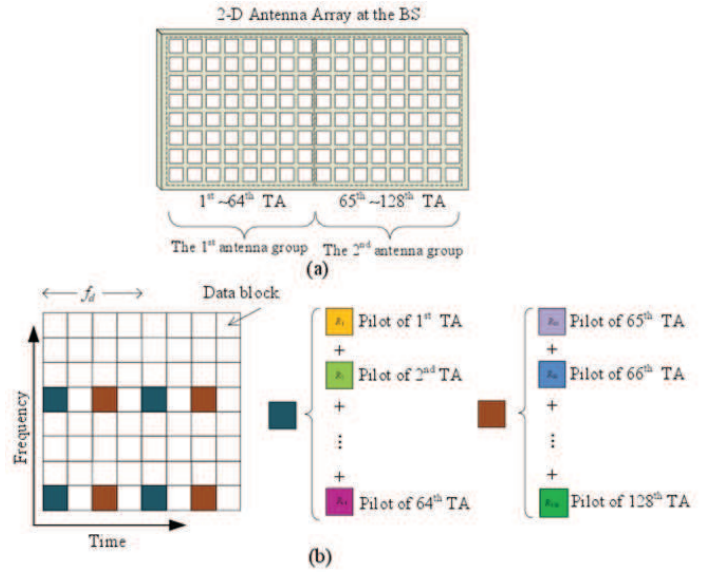 2-D Antenna Array at the BS
1st ~64th TA
65th ~128th TA
The 1st antenna group
The 2nd antenna group
(a)
fd
Data block
Frequency
Time
Pilot of 1st TA
+
Pilot of 2nd TA
+
⋮
+
Pilot of 64th TA
Pilot of 65th TA
+
Pilot of 66th TA
+
⋮
+
Pilot of 128th TA
(b)